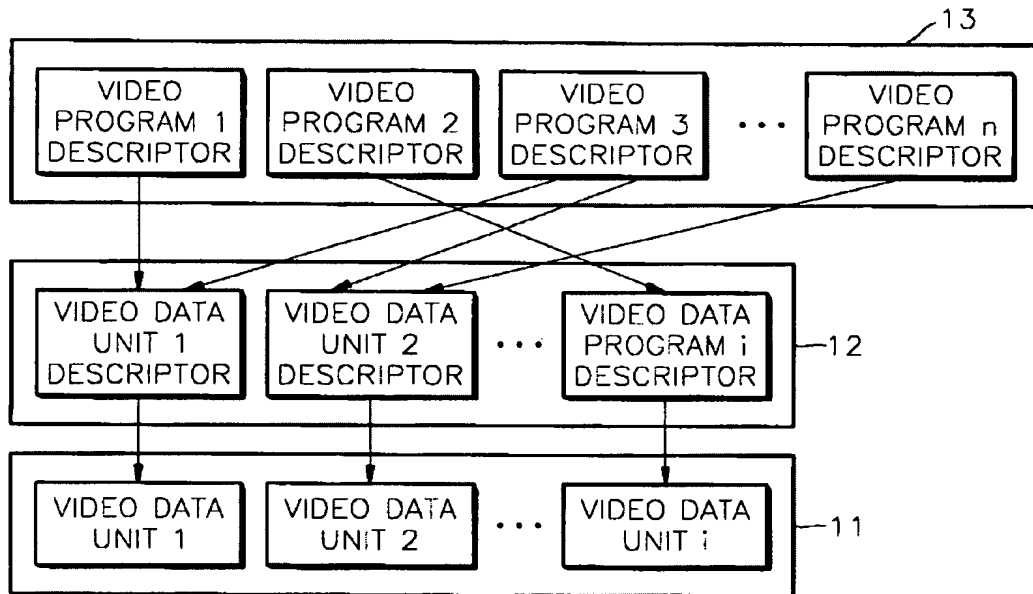 13
VIDEO
PROGRAM 1
DESCRIPTOR
VIDEO
PROGRAM 2
DESCRIPTOR
VIDEO
PROGRAM 3
DESCRIPTOR
...
VIDEO
PROGRAM n
DESCRIPTOR
VIDEO DATA
UNIT 1
DESCRIPTOR
VIDEO DATA
UNIT 2
DESCRIPTOR
...
VIDEO DATA
PROGRAM i
DESCRIPTOR
12
VIDEO DATA
UNIT 1
VIDEO DATA
UNIT 2
...
VIDEO DATA
UNIT i
11